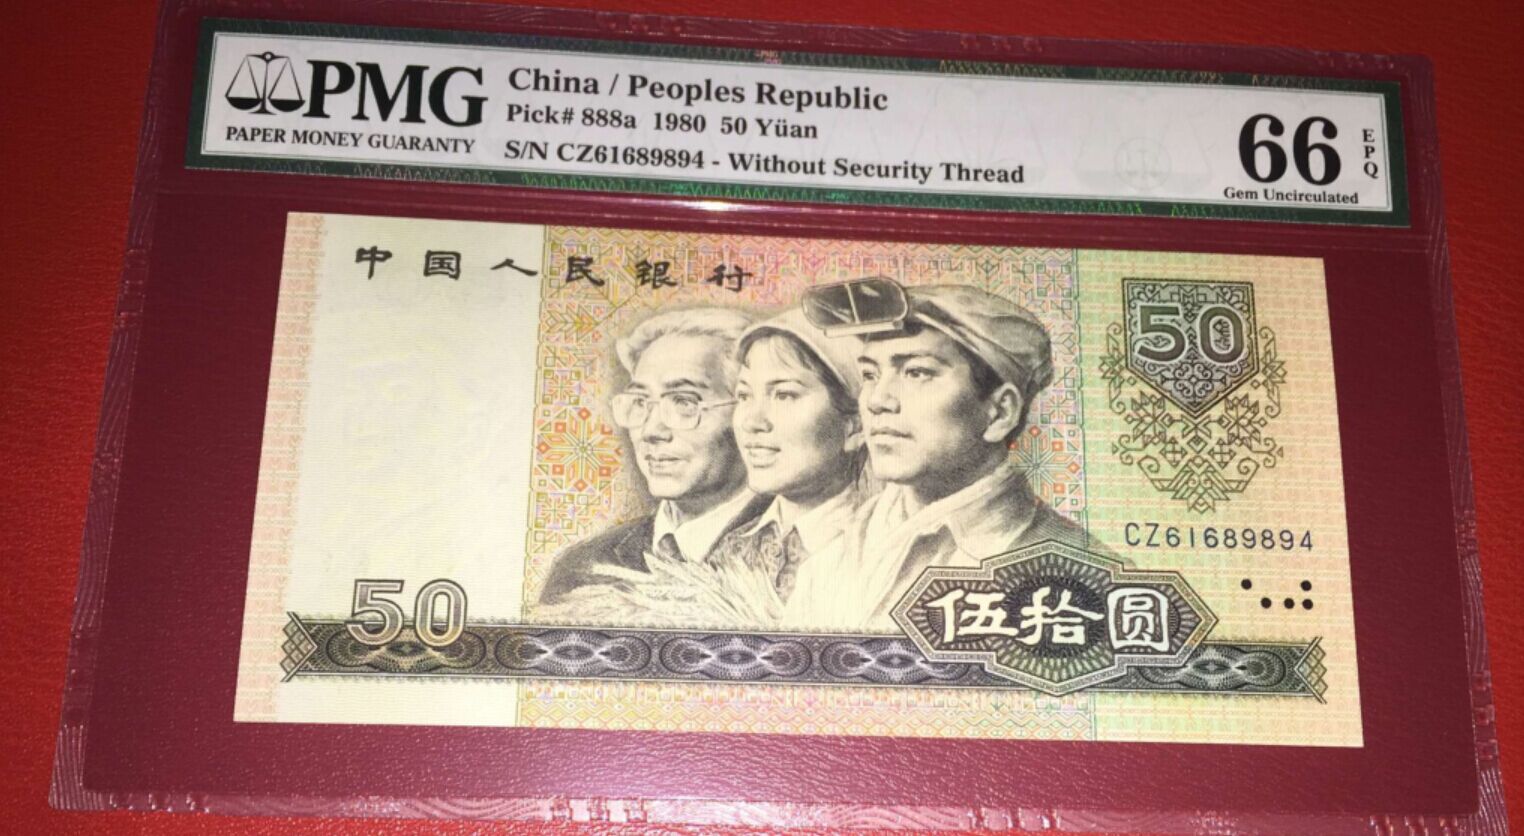 PMG
PAPER MONEY GUARANTY
China / Peoples Republic
Pick# 888a 1980 50 Yüan
S/N CZ61689894 - Without Security Thread
66
EPQ
Gem Uncirculated
中国人民银行
50
CZ61689894
50
伍拾圆